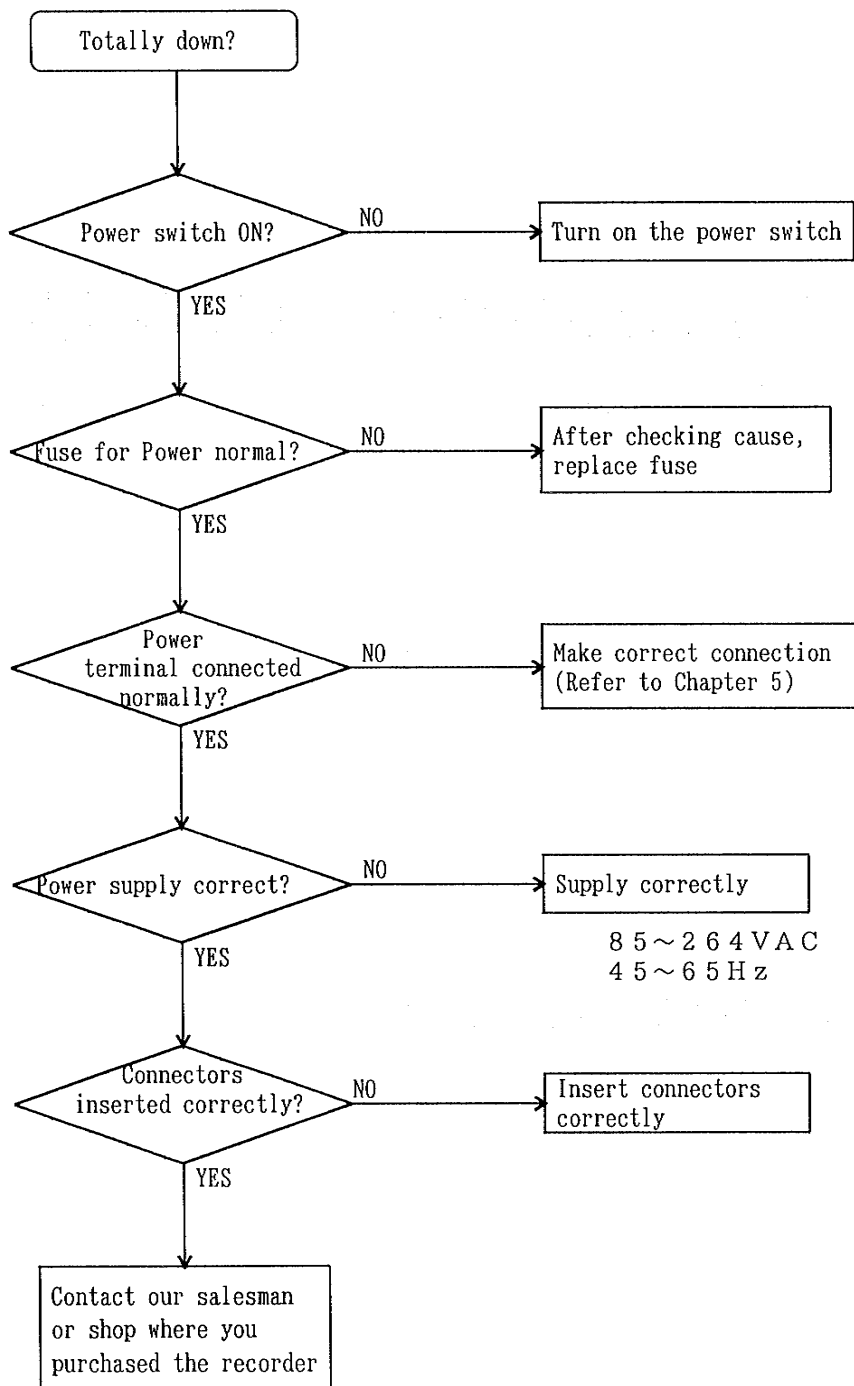 Totally down?
Power switch ON?
NO
Turn on the power switch
YES
Fuse for Power normal?
NO
After checking cause,
replace fuse
YES
Power
terminal connected
normally?
NO
Make correct connection
(Refer to Chapter 5)
YES
Power supply correct?
NO
Supply correctly
85～264VAC
45～65Hz
YES
Connectors
inserted correctly?
NO
Insert connectors
correctly
YES
Contact our salesman
or shop where you
purchased the recorder